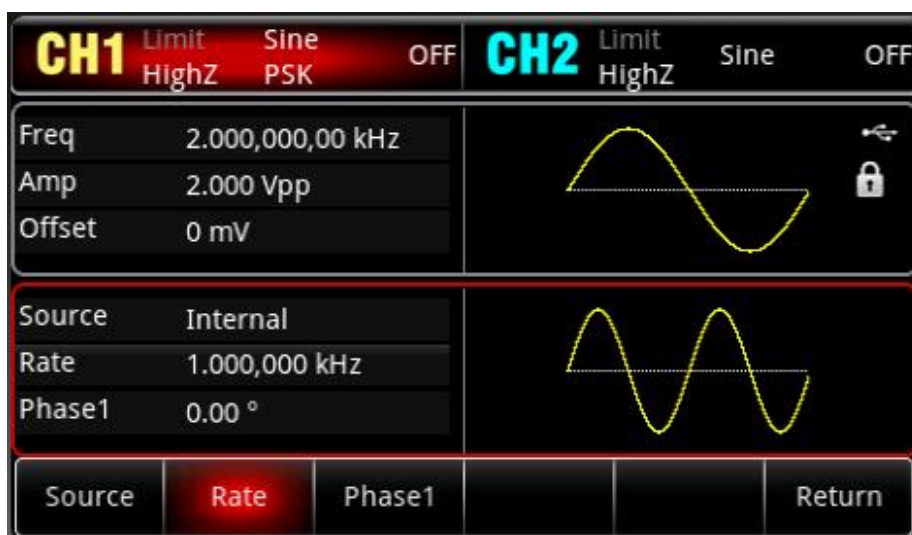 CH1 Limit Sine OFF CH2 Limit Sine OFF
HighZ PSK HighZ
Freq 2.000,000,00 kHz
Amp 2.000 Vpp
Offset 0 mV
Source Internal
Rate 1.000,000 kHz
Phase1 0.00 °
Source Rate Phase1 Return